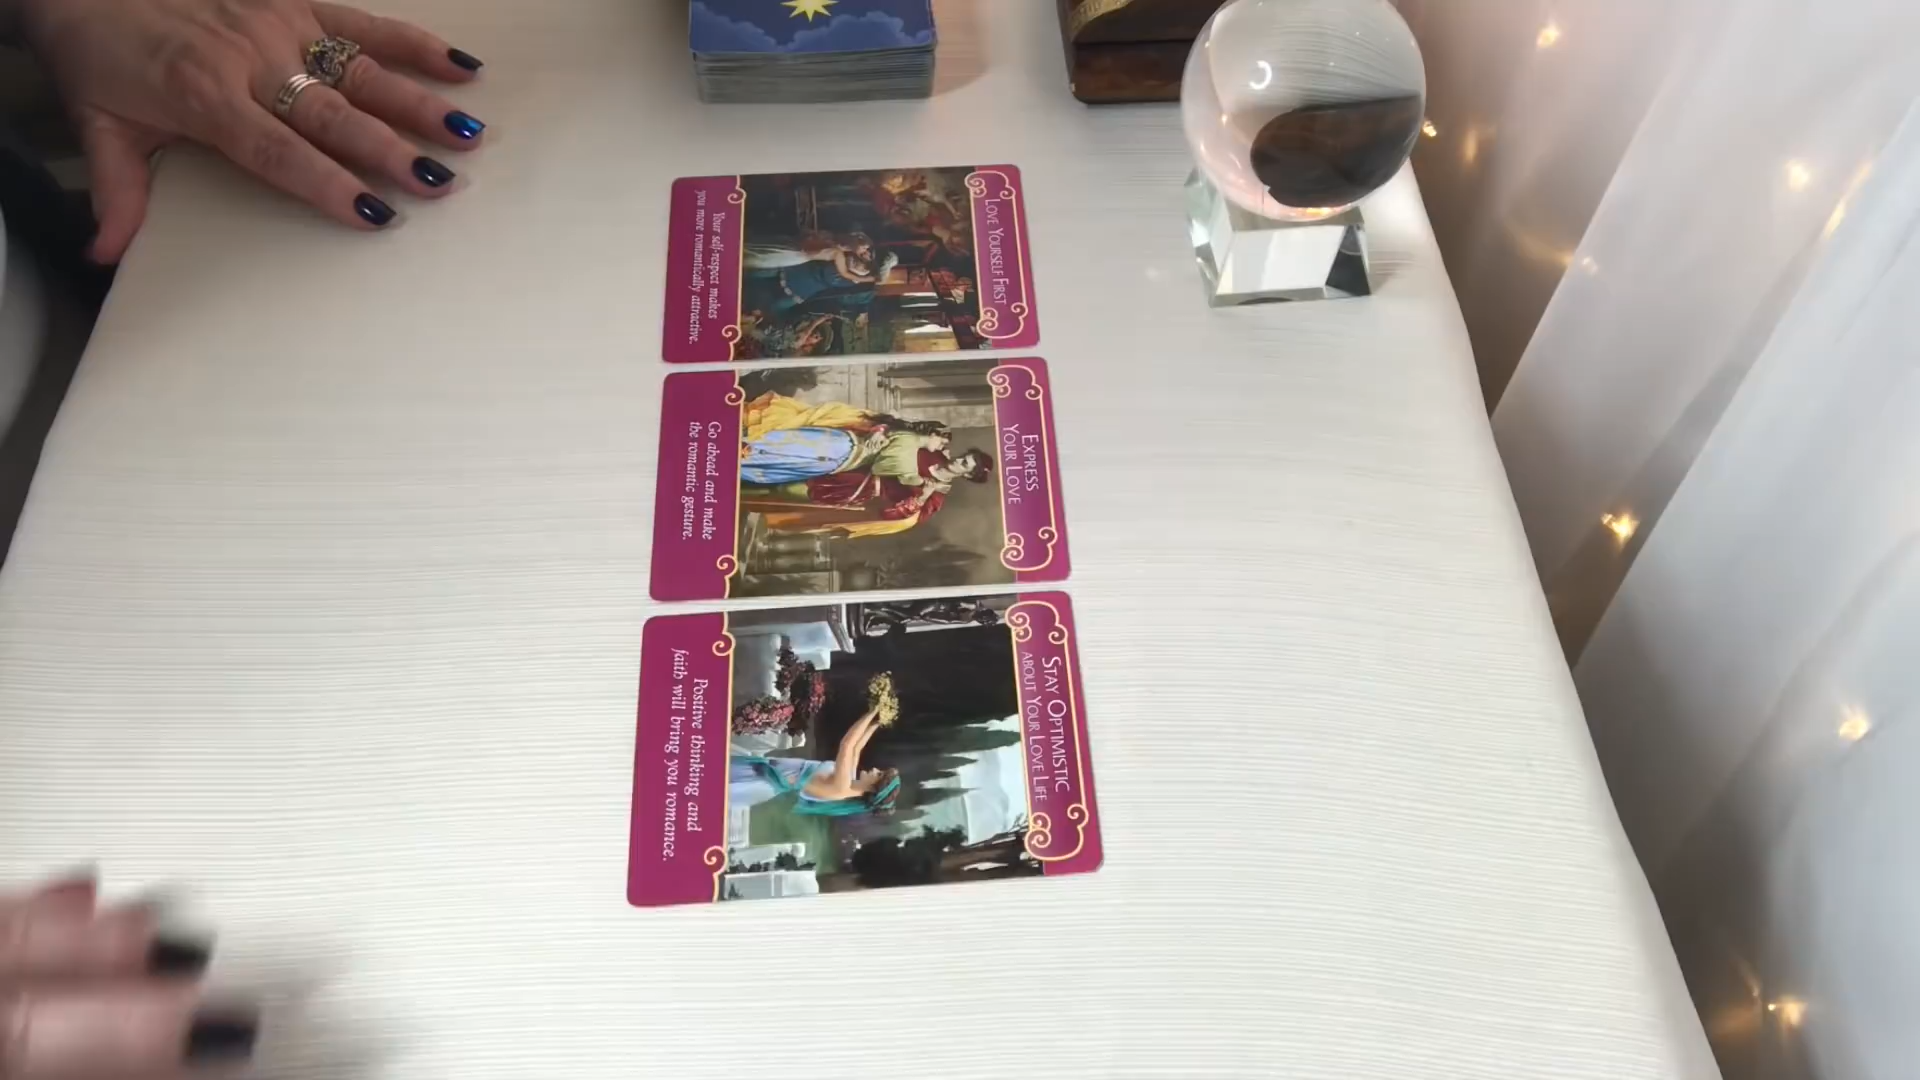 LOVE YOURSELF FIRST
Your self-respect makes
you more romantically attractive.
EXPRESS
YOUR LOVE
Go ahead and make
the romantic gesture.
STAY OPTIMISTIC
ABOUT YOUR LOVE LIFE
Positive thinking and
faith will bring you romance.